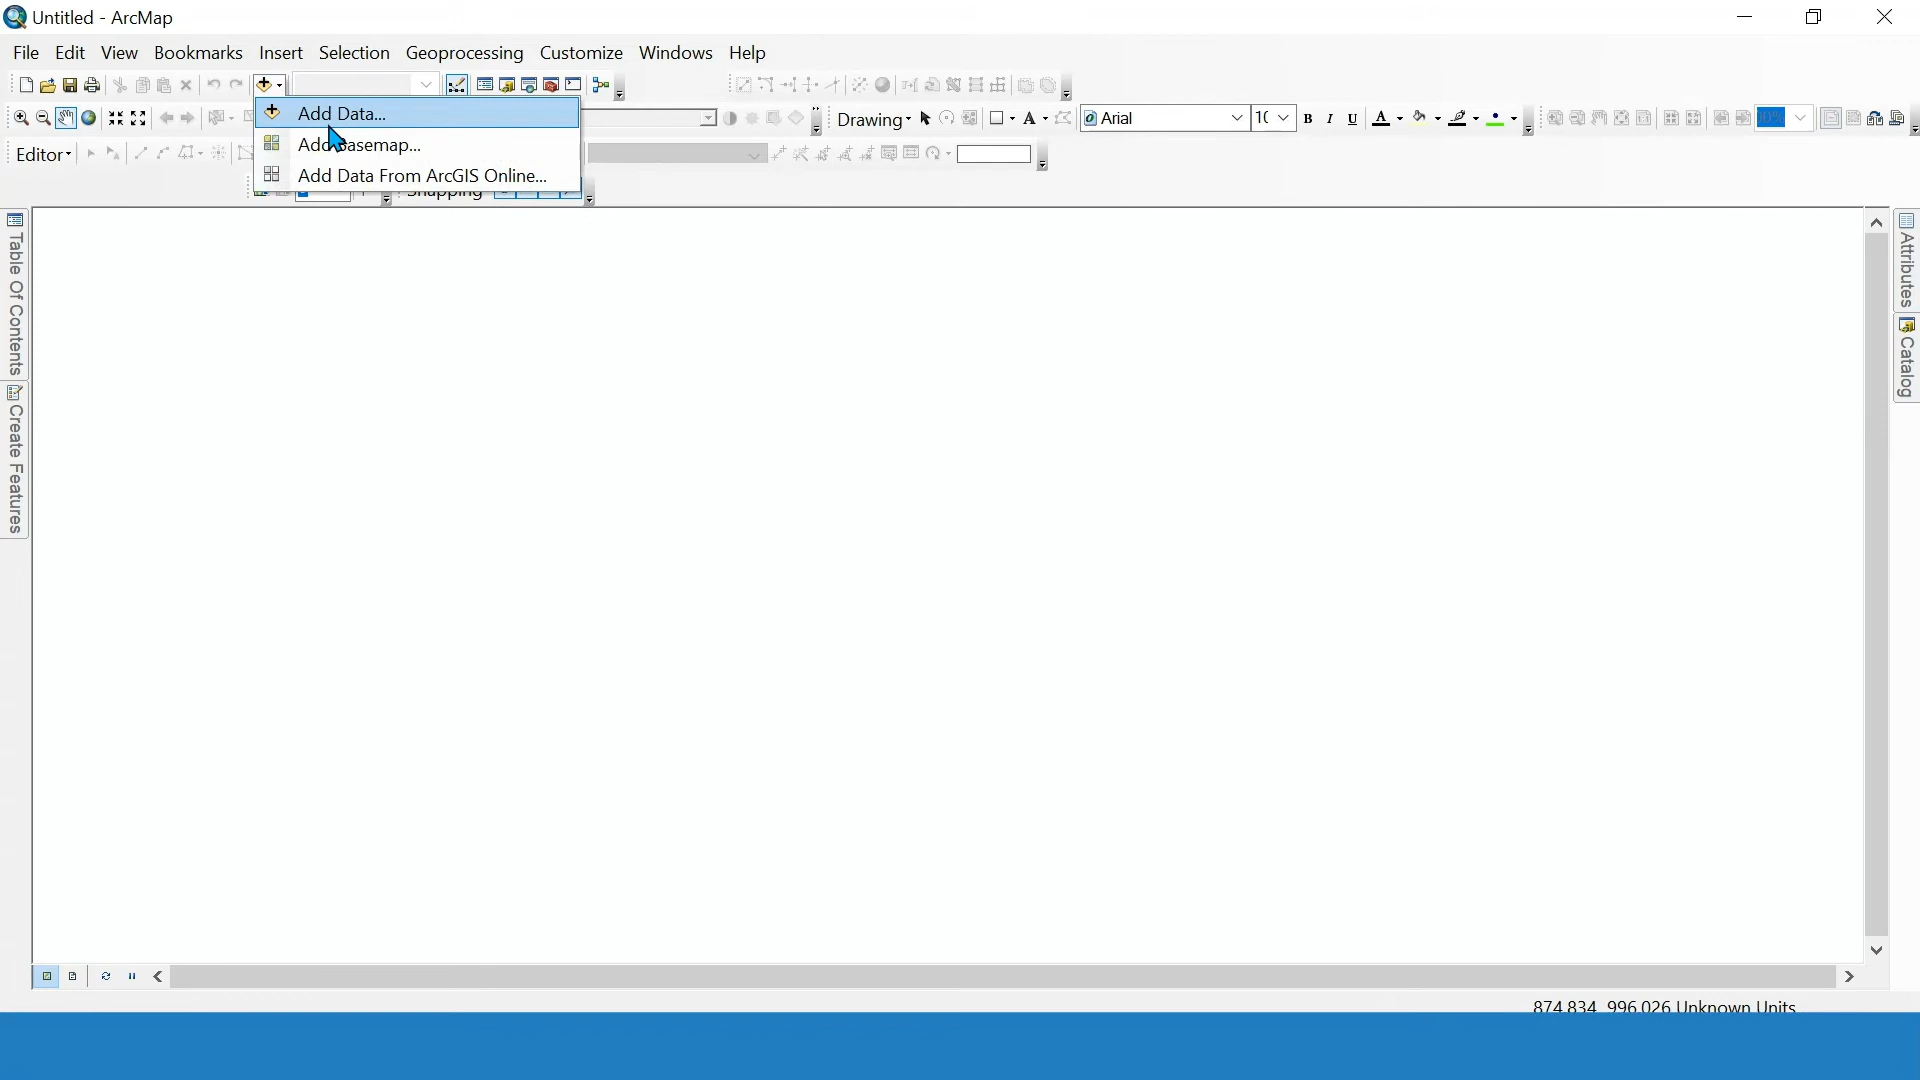 Untitled - ArcMap
File Edit View Bookmarks Insert Selection Geoprocessing Customize Windows Help
Add Data...
Drawing Arial 10 B I U A
Editor
Add Basemap...
Add Data From ArcGIS Online...
Snapping
Table Of Contents
Create Features
Attributes
Catalog
874.834 996.026 Unknown Units